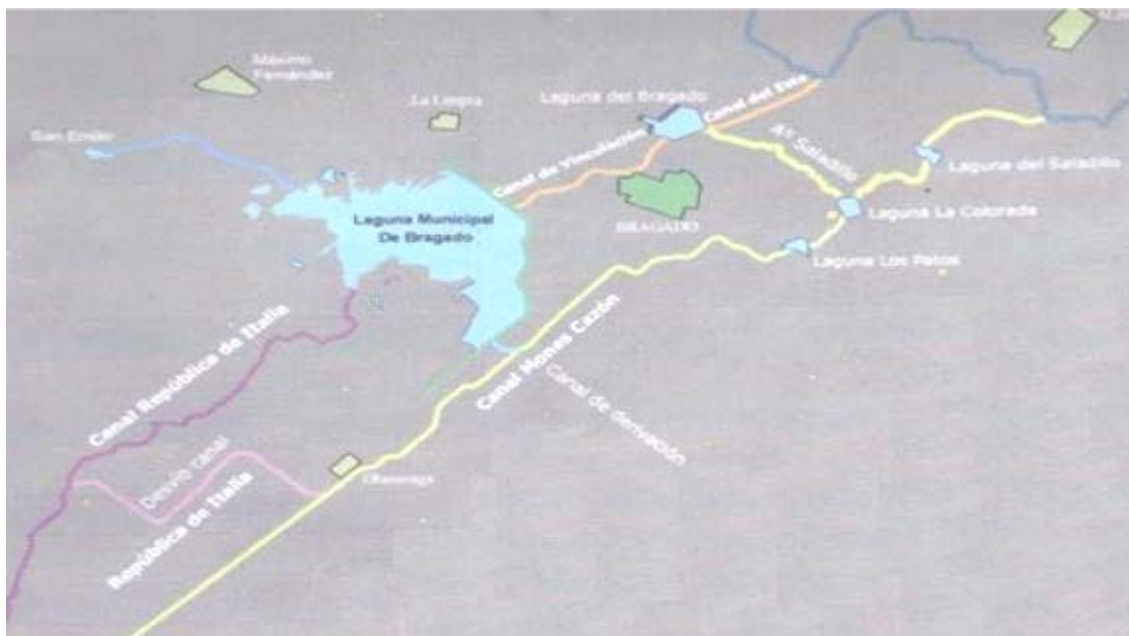 Máximo
Fernández
La Limpia
San Emilio
Laguna del Bragado
Canal del Este
Canal de Vinculación
Aº Saladillo
Laguna del Saladillo
Laguna La Colorada
BRAGADO
Laguna Los Patos
Laguna Municipal
De Bragado
Canal República de Italia
Canal Mones Cazón
Canal de derivación
Desvío canal
República de Italia
Olascoaga